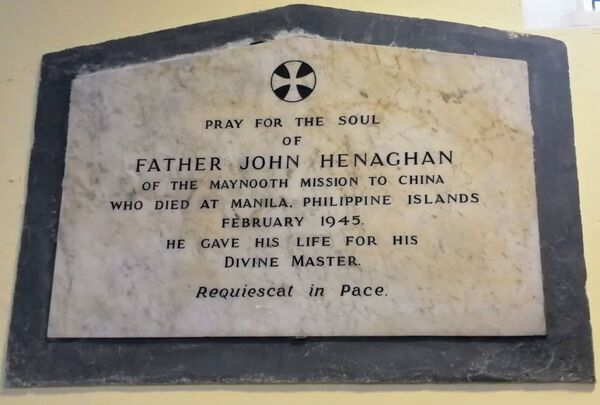 PRAY FOR THE SOUL
OF
FATHER JOHN HENAGHAN
OF THE MAYNOOTH MISSION TO CHINA
WHO DIED AT MANILA, PHILIPPINE ISLANDS
FEBRUARY 1945.
HE GAVE HIS LIFE FOR HIS
DIVINE MASTER.
Requiescat in Pace.